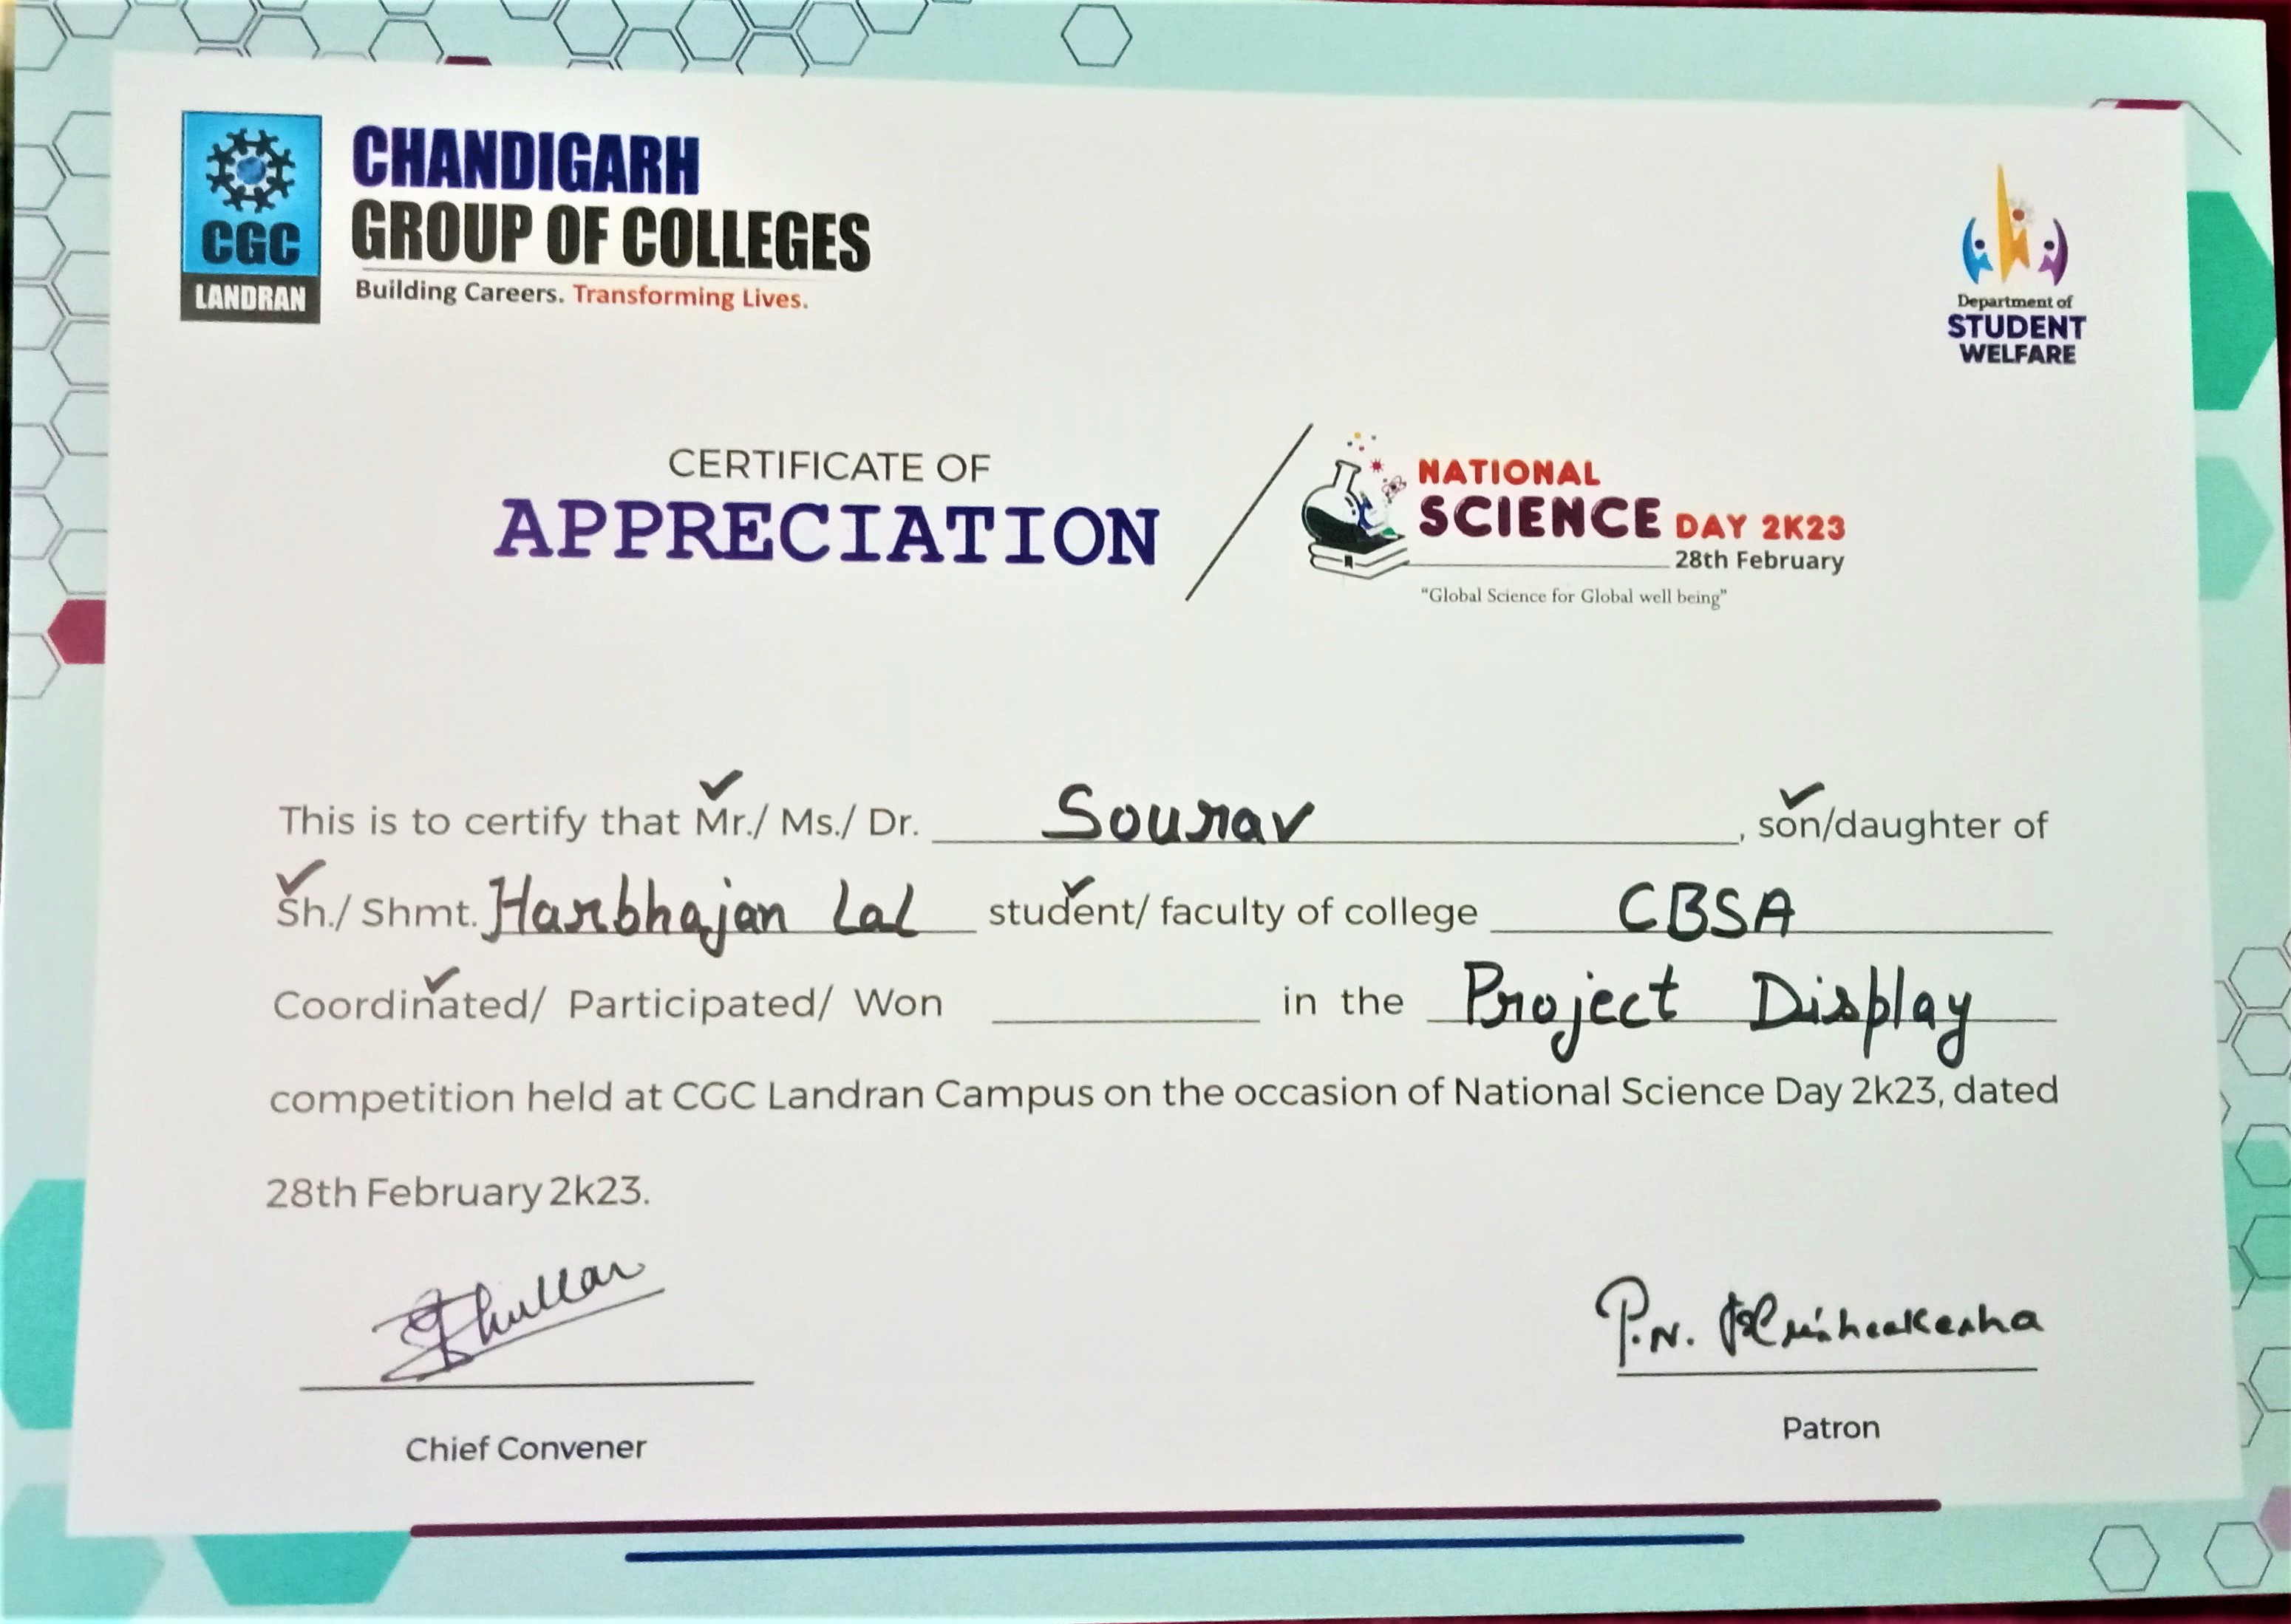 CHANDIGARH
GROUP OF COLLEGES
Building Careers. Transforming Lives.
CGC
LANDRAN
Department of
STUDENT
WELFARE
CERTIFICATE OF
APPRECIATION
NATIONAL
SCIENCE DAY 2K23
28th February
“Global Science for Global well being”
This is to certify that Mr./ Ms./ Dr. Sourav, son/daughter of
Sh./ Shmt. Harbhajan Lal student/ faculty of college CBSA
Coordinated/ Participated/ Won in the Project Display
competition held at CGC Landran Campus on the occasion of National Science Day 2k23, dated
28th February 2k23.
P.N. Hrisheekesha
Chief Convener
Patron